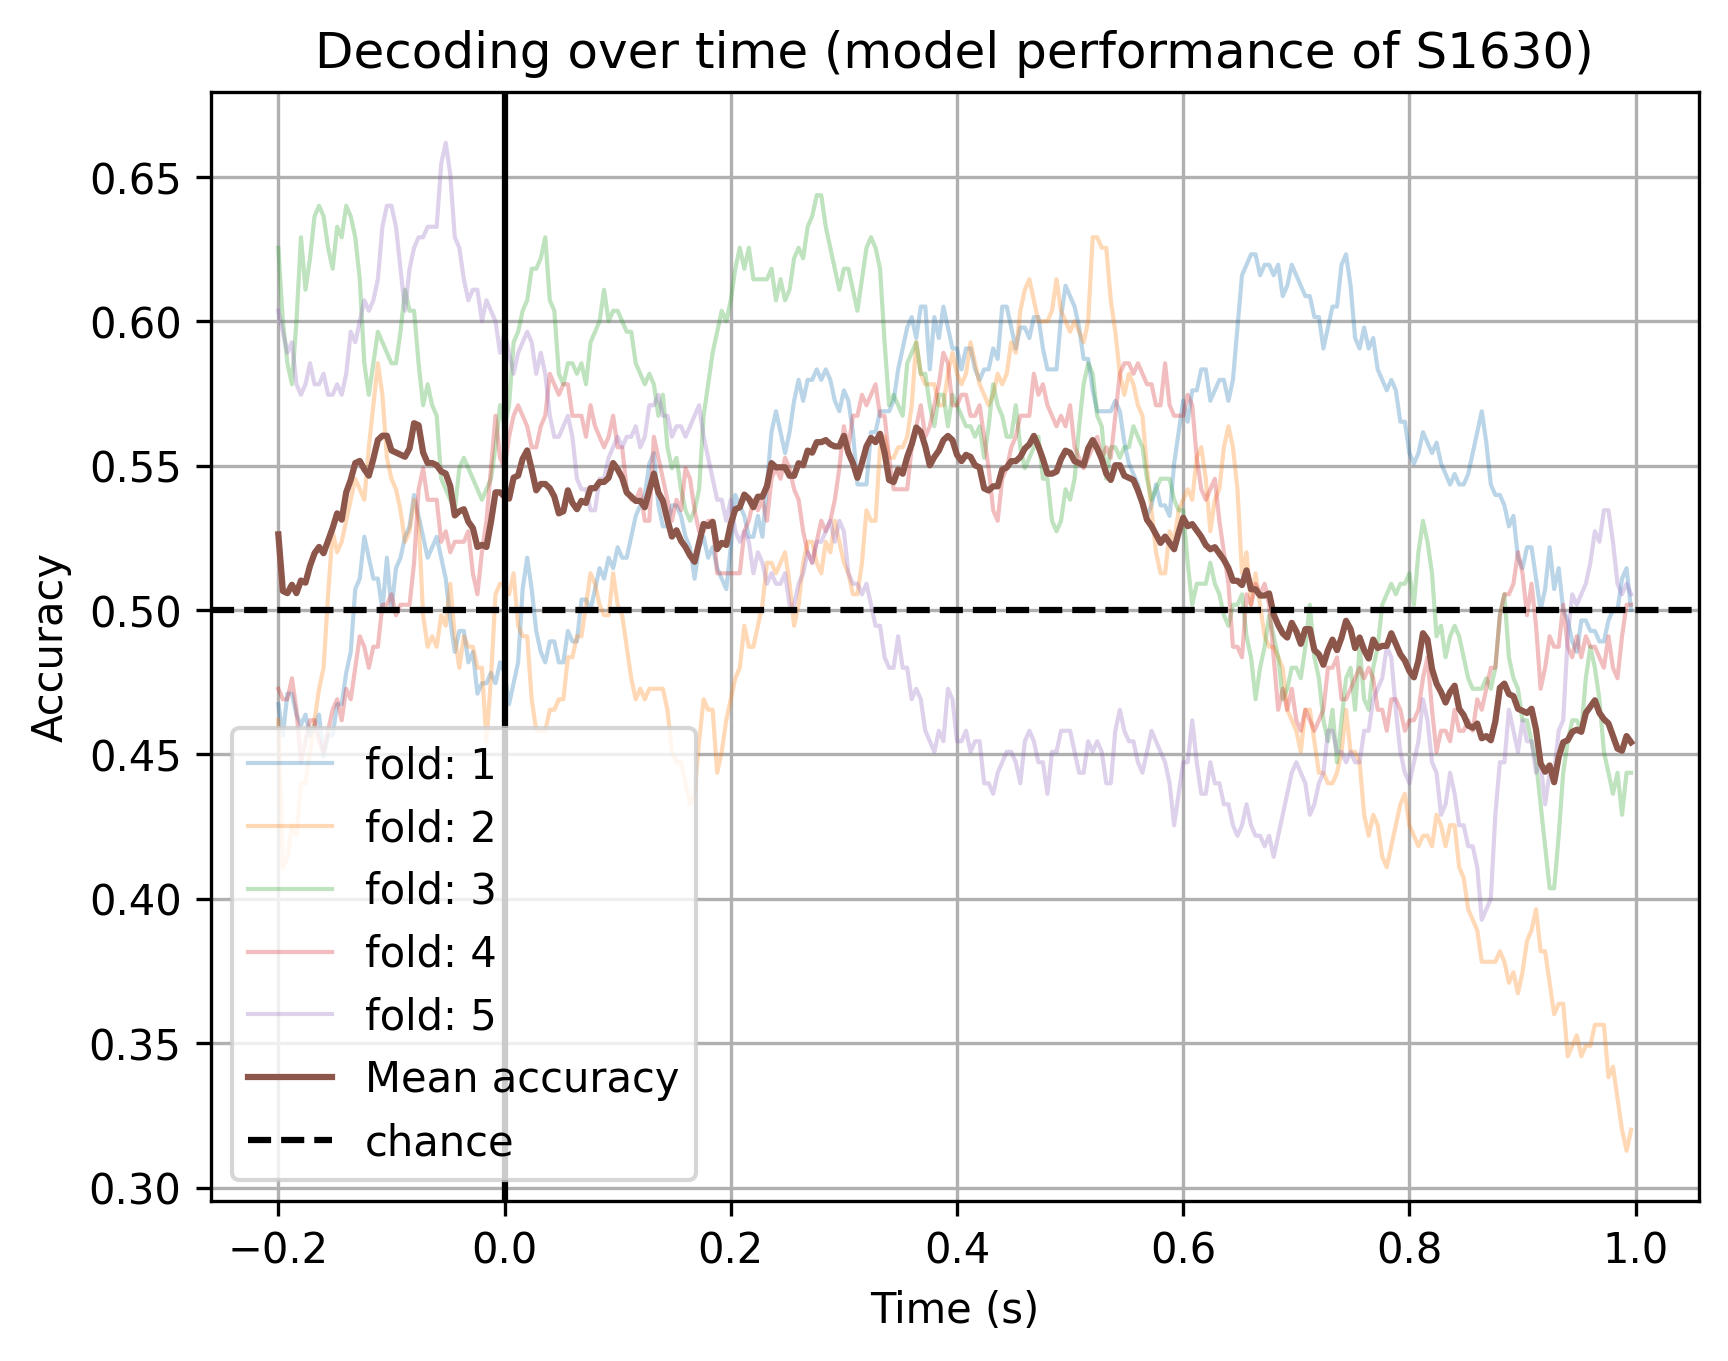 Decoding over time (model performance of S1630)
Accuracy
0.65
0.60
0.55
0.50
0.45
0.40
0.35
0.30
fold: 1
fold: 2
fold: 3
fold: 4
fold: 5
Mean accuracy
chance
−0.2 0.0 0.2 0.4 0.6 0.8 1.0
Time (s)